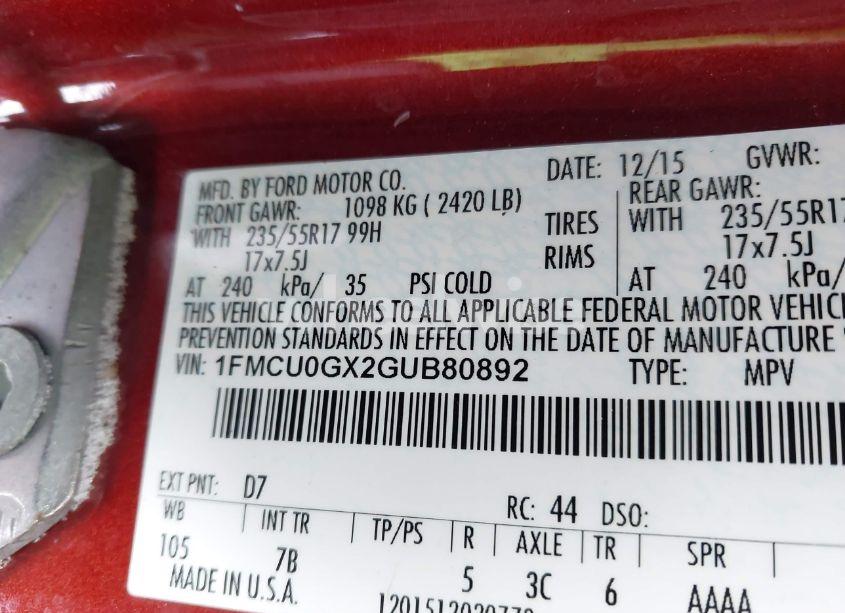 MFD. BY FORD MOTOR CO. DATE: 12/15 GVWR:
FRONT GAWR: 1098 KG ( 2420 LB) REAR GAWR:
WITH 235/55R17 99H TIRES WITH 235/55R17
17x7.5J RIMS 17x7.5J
AT 240 kPa/ 35 PSI COLD AT 240 kPa/
THIS VEHICLE CONFORMS TO ALL APPLICABLE FEDERAL MOTOR VEHIC
PREVENTION STANDARDS IN EFFECT ON THE DATE OF MANUFACTURE
VIN: 1FMCU0GX2GUB80892 TYPE: MPV
EXT PNT: D7 RC: 44 DSO:
WB INT TR TP/PS R AXLE TR SPR
105 7B 5 3C 6 AAAA
MADE IN U.S.A.